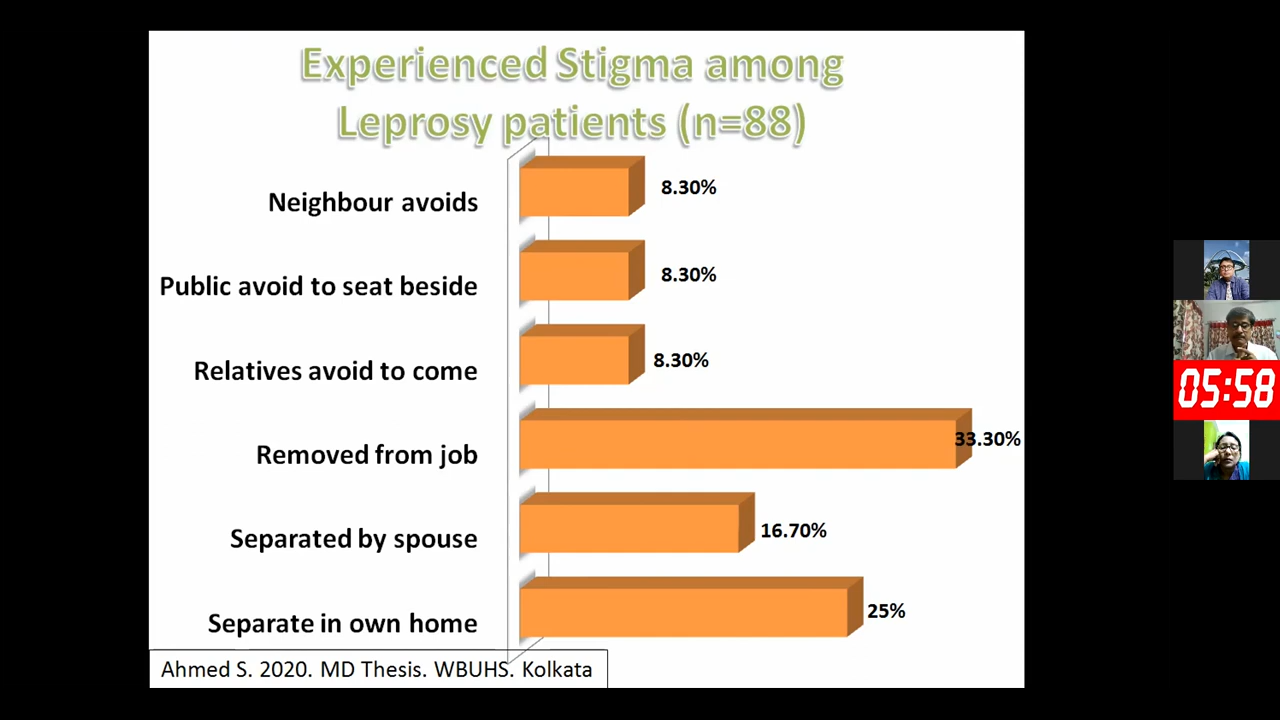 Experienced Stigma among
Leprosy patients (n=88)
Neighbour avoids
8.30%
Public avoid to seat beside
8.30%
Relatives avoid to come
8.30%
Removed from job
33.30%
Separated by spouse
16.70%
Separate in own home
25%
Ahmed S. 2020. MD Thesis. WBUHS. Kolkata
05:58